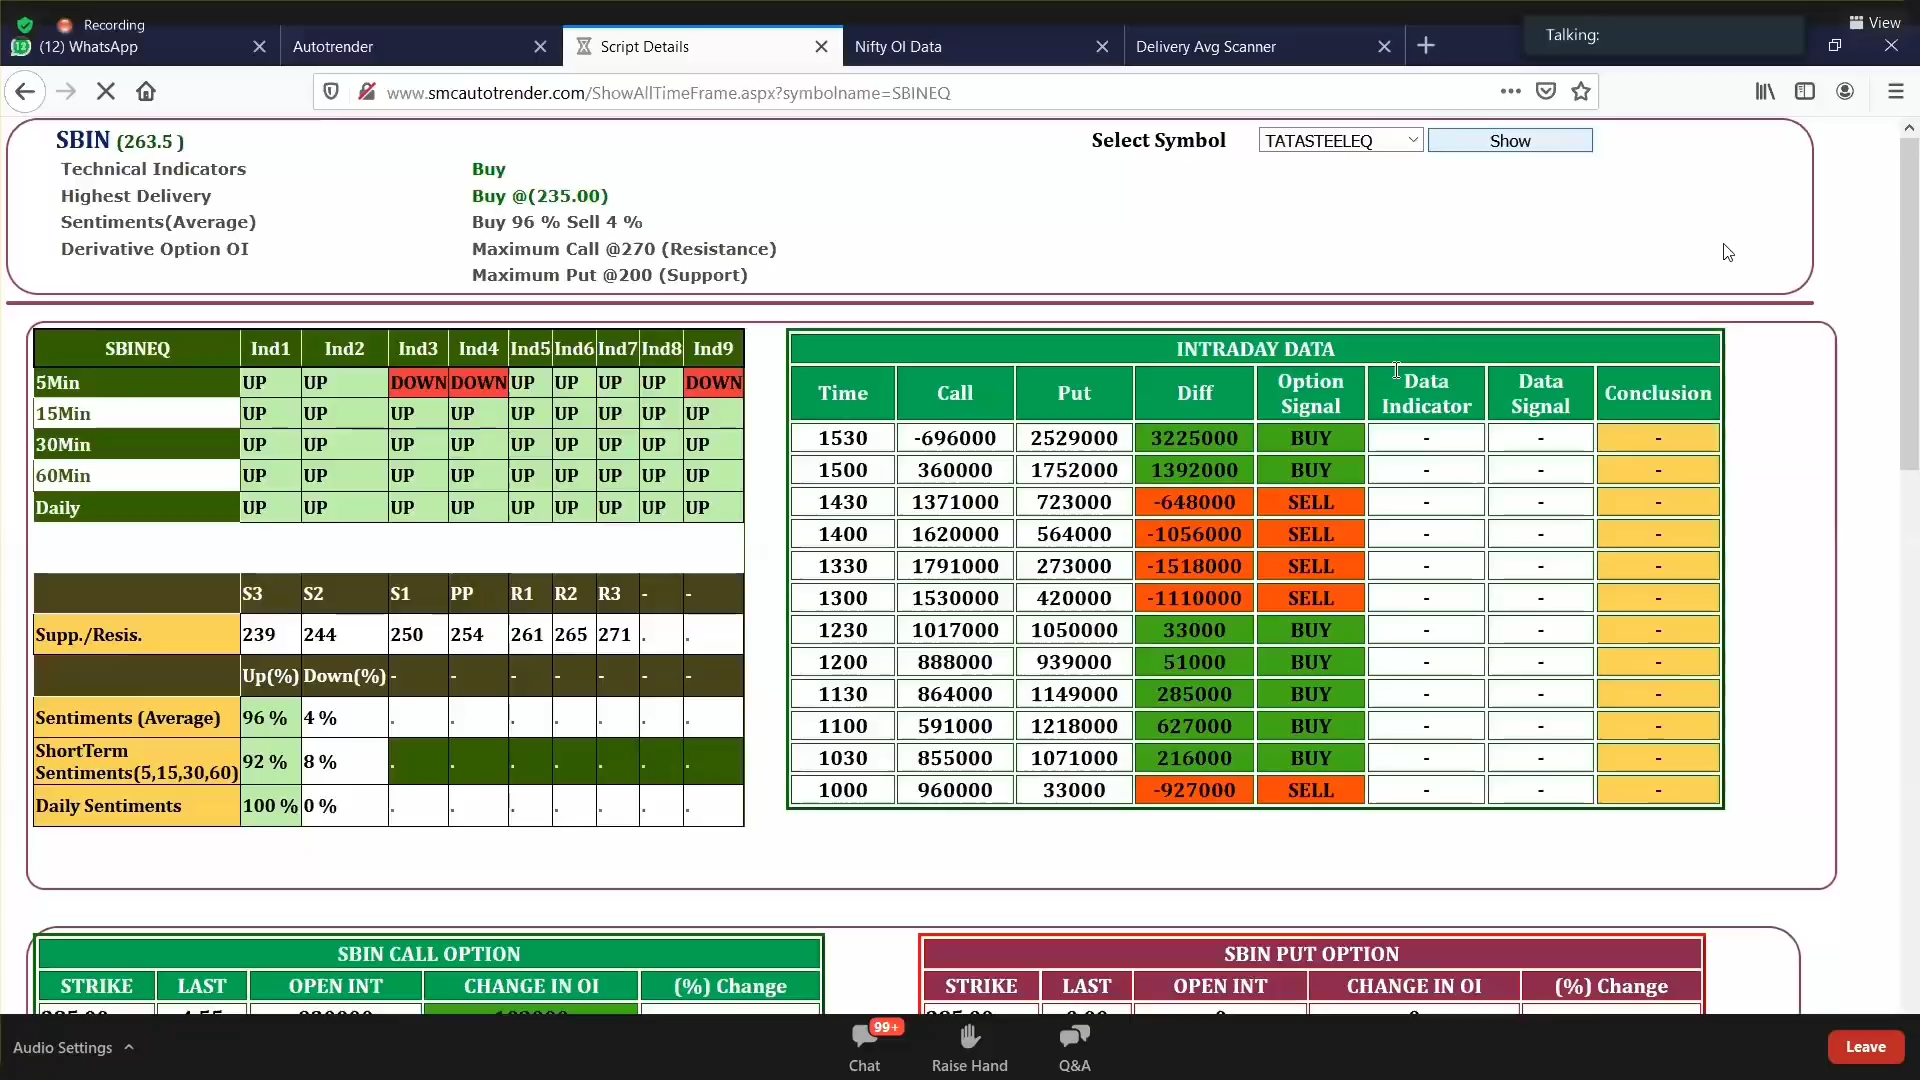 Recording
View
(12) WhatsApp
Autotrender
Script Details
Nifty OI Data
Delivery Avg Scanner
Talking:
www.smcautotrender.com/ShowAllTimeFrame.aspx?symbolname=SBINEQ
SBIN (263.5 )
Select Symbol TATASTEELEQ Show
Technical Indicators Buy
Highest Delivery Buy @(235.00)
Sentiments(Average) Buy 96 % Sell 4 %
Derivative Option OI Maximum Call @270 (Resistance)
Maximum Put @200 (Support)
SBINEQ Ind1 Ind2 Ind3 Ind4 Ind5 Ind6 Ind7 Ind8 Ind9
5Min UP UP DOWN DOWN UP UP UP UP DOWN
15Min UP UP UP UP UP UP UP UP UP
30Min UP UP UP UP UP UP UP UP UP
60Min UP UP UP UP UP UP UP UP UP
Daily UP UP UP UP UP UP UP UP UP
S3 S2 S1 PP R1 R2 R3 - -
Supp./Resis. 239 244 250 254 261 265 271 . .
Up(%) Down(%) - - - - - - -
Sentiments (Average) 96 % 4 % . . . . . . .
ShortTerm
Sentiments(5,15,30,60) 92 % 8 % . . . . . . .
Daily Sentiments 100 % 0 % . . . . . . .
INTRADAY DATA
Time Call Put Diff Option Signal Data Indicator Data Signal Conclusion
1530 -696000 2529000 3225000 BUY - - -
1500 360000 1752000 1392000 BUY - - -
1430 1371000 723000 -648000 SELL - - -
1400 1620000 564000 -1056000 SELL - - -
1330 1791000 273000 -1518000 SELL - - -
1300 1530000 420000 -1110000 SELL - - -
1230 1017000 1050000 33000 BUY - - -
1200 888000 939000 51000 BUY - - -
1130 864000 1149000 285000 BUY - - -
1100 591000 1218000 627000 BUY - - -
1030 855000 1071000 216000 BUY - - -
1000 960000 33000 -927000 SELL - - -
SBIN CALL OPTION
STRIKE LAST OPEN INT CHANGE IN OI (%) Change
SBIN PUT OPTION
STRIKE LAST OPEN INT CHANGE IN OI (%) Change
Audio Settings
99+
Chat
Raise Hand
Q&A
Leave